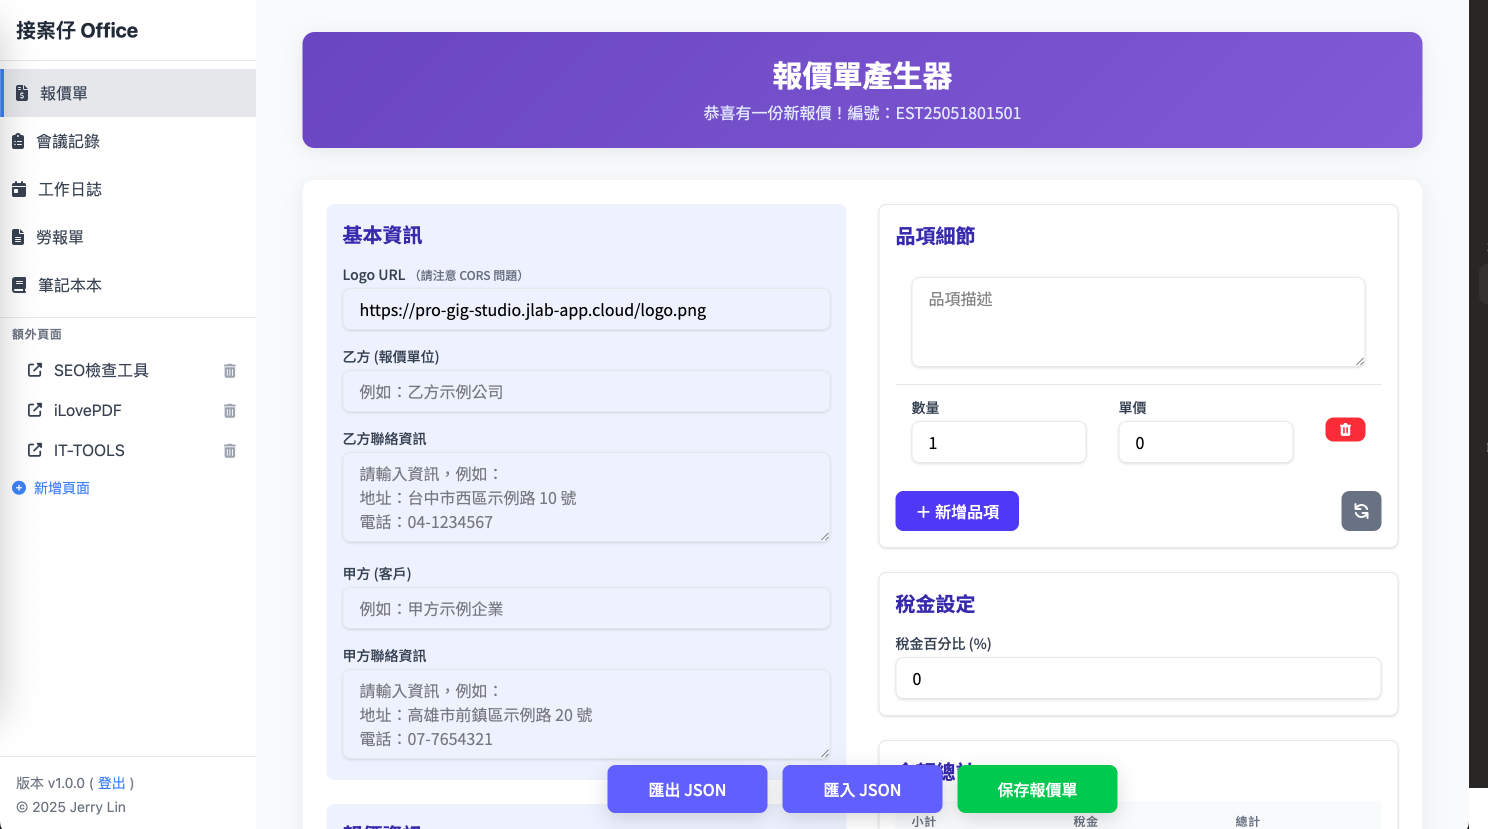 接案仔 Office
報價單
會議記錄
工作日誌
勞報單
筆記本本
額外頁面
SEO檢查工具
iLovePDF
IT-TOOLS
新增頁面
版本 v1.0.0 ( 登出 )
© 2025 Jerry Lin
報價單產生器
恭喜有一份新報價！編號：EST25051801501
基本資訊
Logo URL （請注意 CORS 問題）
https://pro-gig-studio.jlab-app.cloud/logo.png
乙方 (報價單位)
例如：乙方示例公司
乙方聯絡資訊
請輸入資訊，例如：
地址：台中市西區示例路 10 號
電話：04-1234567
甲方 (客戶)
例如：甲方示例企業
甲方聯絡資訊
請輸入資訊，例如：
地址：高雄市前鎮區示例路 20 號
電話：07-7654321
報價資訊
品項細節
品項描述
數量
單價
1
0
新增品項
稅金設定
稅金百分比 (%)
0
金額總計
小計
稅金
總計
匯出 JSON
匯入 JSON
保存報價單